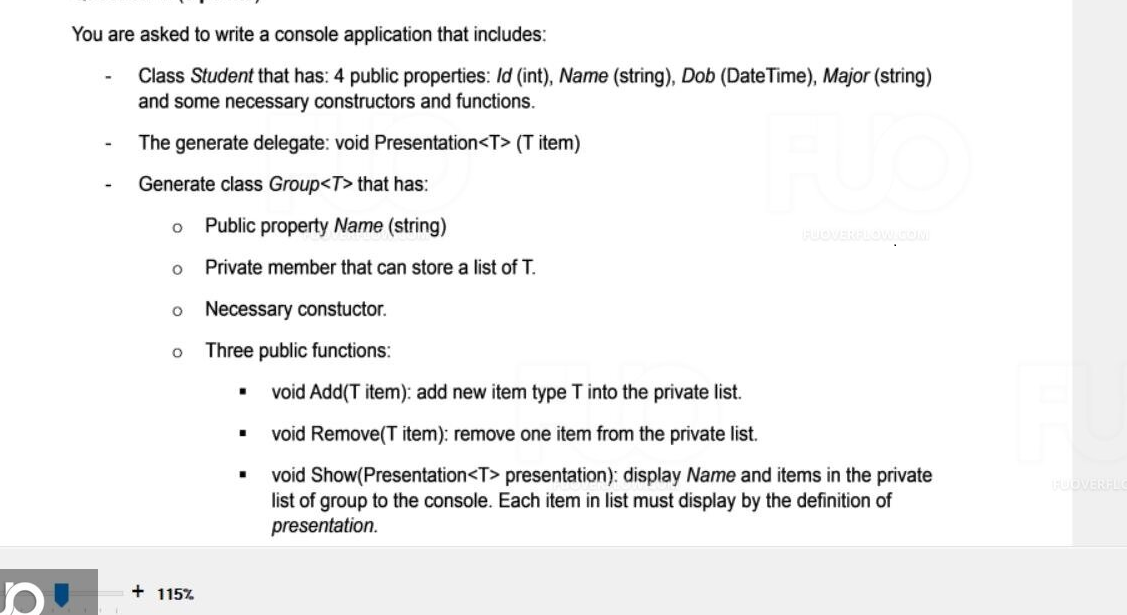 You are asked to write a console application that includes:
- Class Student that has: 4 public properties: Id (int), Name (string), Dob (DateTime), Major (string)
and some necessary constructors and functions.
- The generate delegate: void Presentation<T> (T item)
- Generate class Group<T> that has:
o Public property Name (string)
FUOVERFLOW.COM
o Private member that can store a list of T.
o Necessary constuctor.
o Three public functions:
▪ void Add(T item): add new item type T into the private list.
▪ void Remove(T item): remove one item from the private list.
▪ void Show(Presentation<T> presentation): display Name and items in the private
list of group to the console. Each item in list must display by the definition of
presentation.
+ 115%